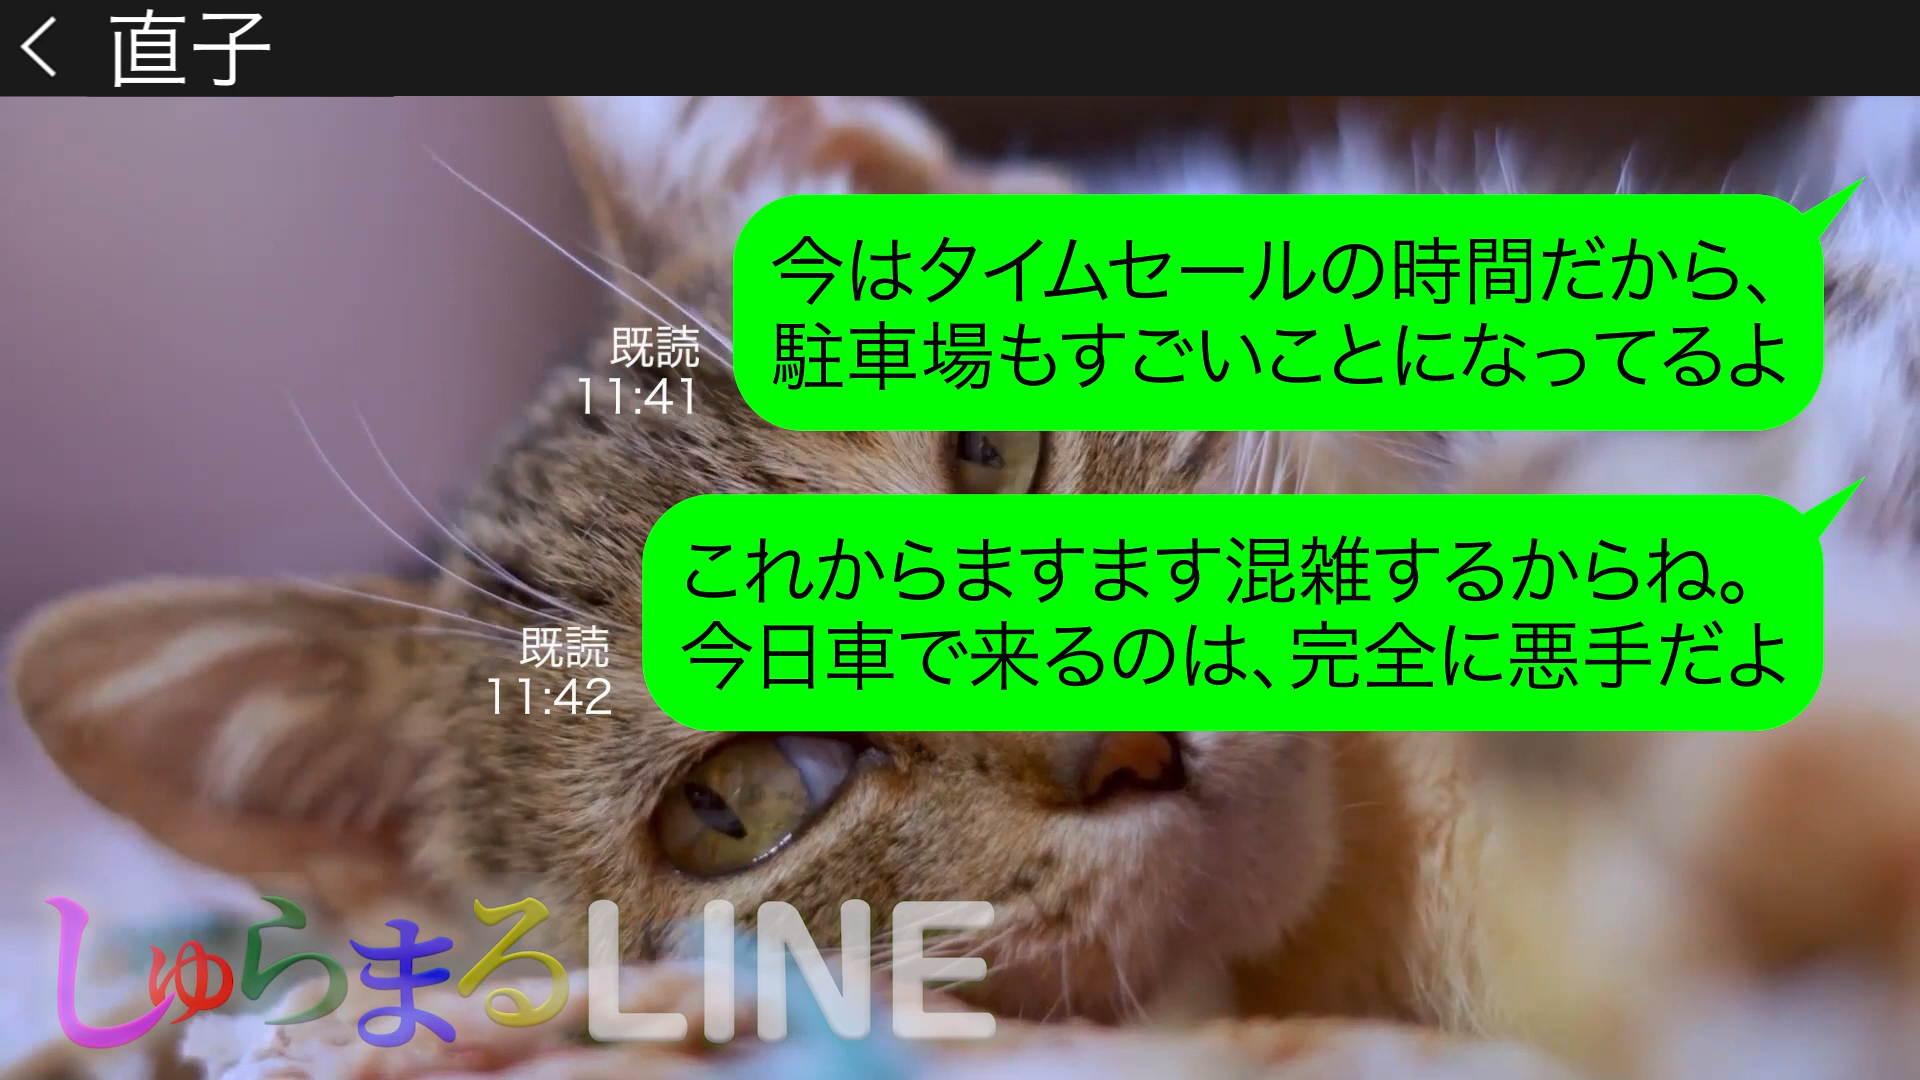 直子
今はタイムセールの時間だから、
駐車場もすごいことになってるよ
既読
11:41
これからますます混雑するからね。
今日車で来るのは、完全に悪手だよ
既読
11:42
しゅらまるLINE